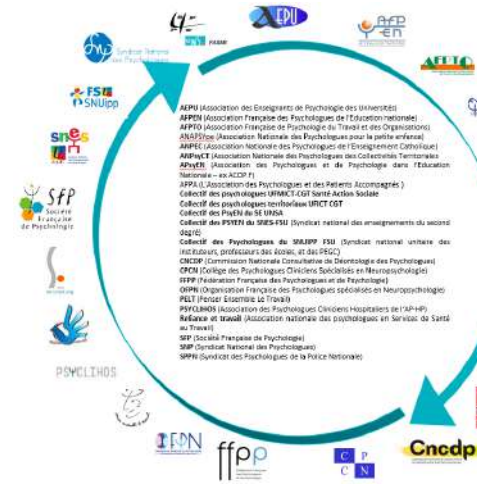 AEPU
AFP
EN
Syndicat National
des Psychologues
FSU
SNUipp
AFPTO
snes
SFP
Société
Française
de Psychologie
PSYCLIHOS
ffpp
C P
C N
Cncdp
AEPU (Association des Enseignants de Psychologie des Universités)
AFPEN (Association Française des Psychologues de l'Education nationale)
AFPTO (Association Française de Psychologie du Travail et des Organisations)
ANAPSYpe (Association Nationale des Psychologues pour la petite enfance)
ANPEC (Association Nationale des Psychologues de l'Enseignement Catholique)
ANPsyCT (Association Nationale des Psychologues des Collectivités Territoriales
APsyEN (Association des Psychologues et de Psychologie dans l'Education
Nationale – ex ACOP.F)
APPA (L'Association des Psychologues et des Patients Accompagnés )
Collectif des psychologues UFMICT-CGT Santé Action Sociale
Collectif des psychologues territoriaux UFICT CGT
Collectif des PsyEN du SE UNSA
Collectif des PSYEN du SNES-FSU (Syndicat national des enseignements du second
degré)
Collectif des Psychologues du SNUIPP FSU (Syndicat national unitaire des
instituteurs, professeurs des écoles, et des PEGC)
CNCDP (Commission Nationale Consultative de Déontologie des Psychologues)
CPCN (Collège des Psychologues Cliniciens Spécialisés en Neuropsychologie)
FFPP (Fédération Française des Psychologues et de Psychologie)
OFPN (Organisation Française des Psychologues spécialisés en Neuropsychologie)
PELT (Penser Ensemble Le Travail)
PSYCLIHOS (Association des Psychologues Cliniciens Hospitaliers de l'AP-HP)
Reliance et travail (Association nationale des psychologues en Services de Santé
au Travail)
SFP (Société Française de Psychologie)
SNP (Syndicat National des Psychologues)
SPPN (Syndicat des Psychologues de la Police Nationale)